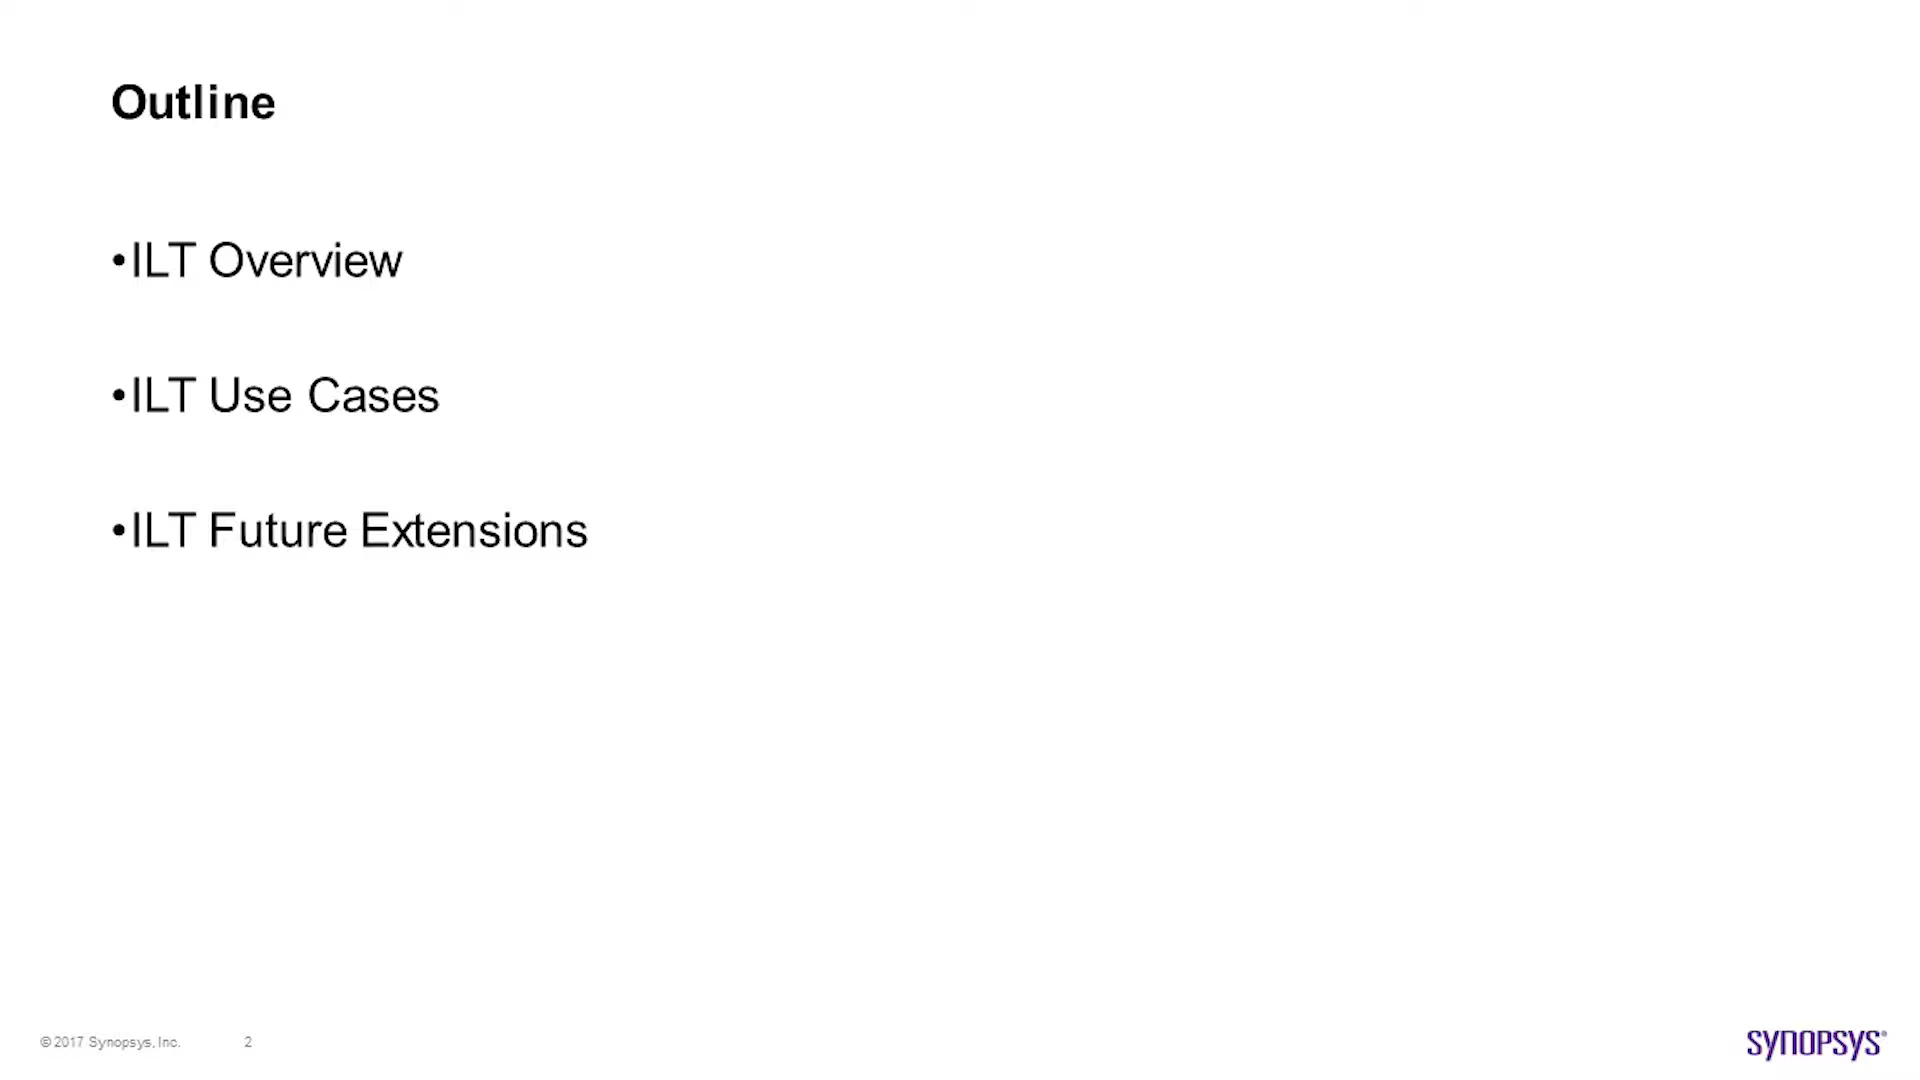 Outline
•ILT Overview
•ILT Use Cases
•ILT Future Extensions
© 2017 Synopsys, Inc. 2
SYNOPSYS®